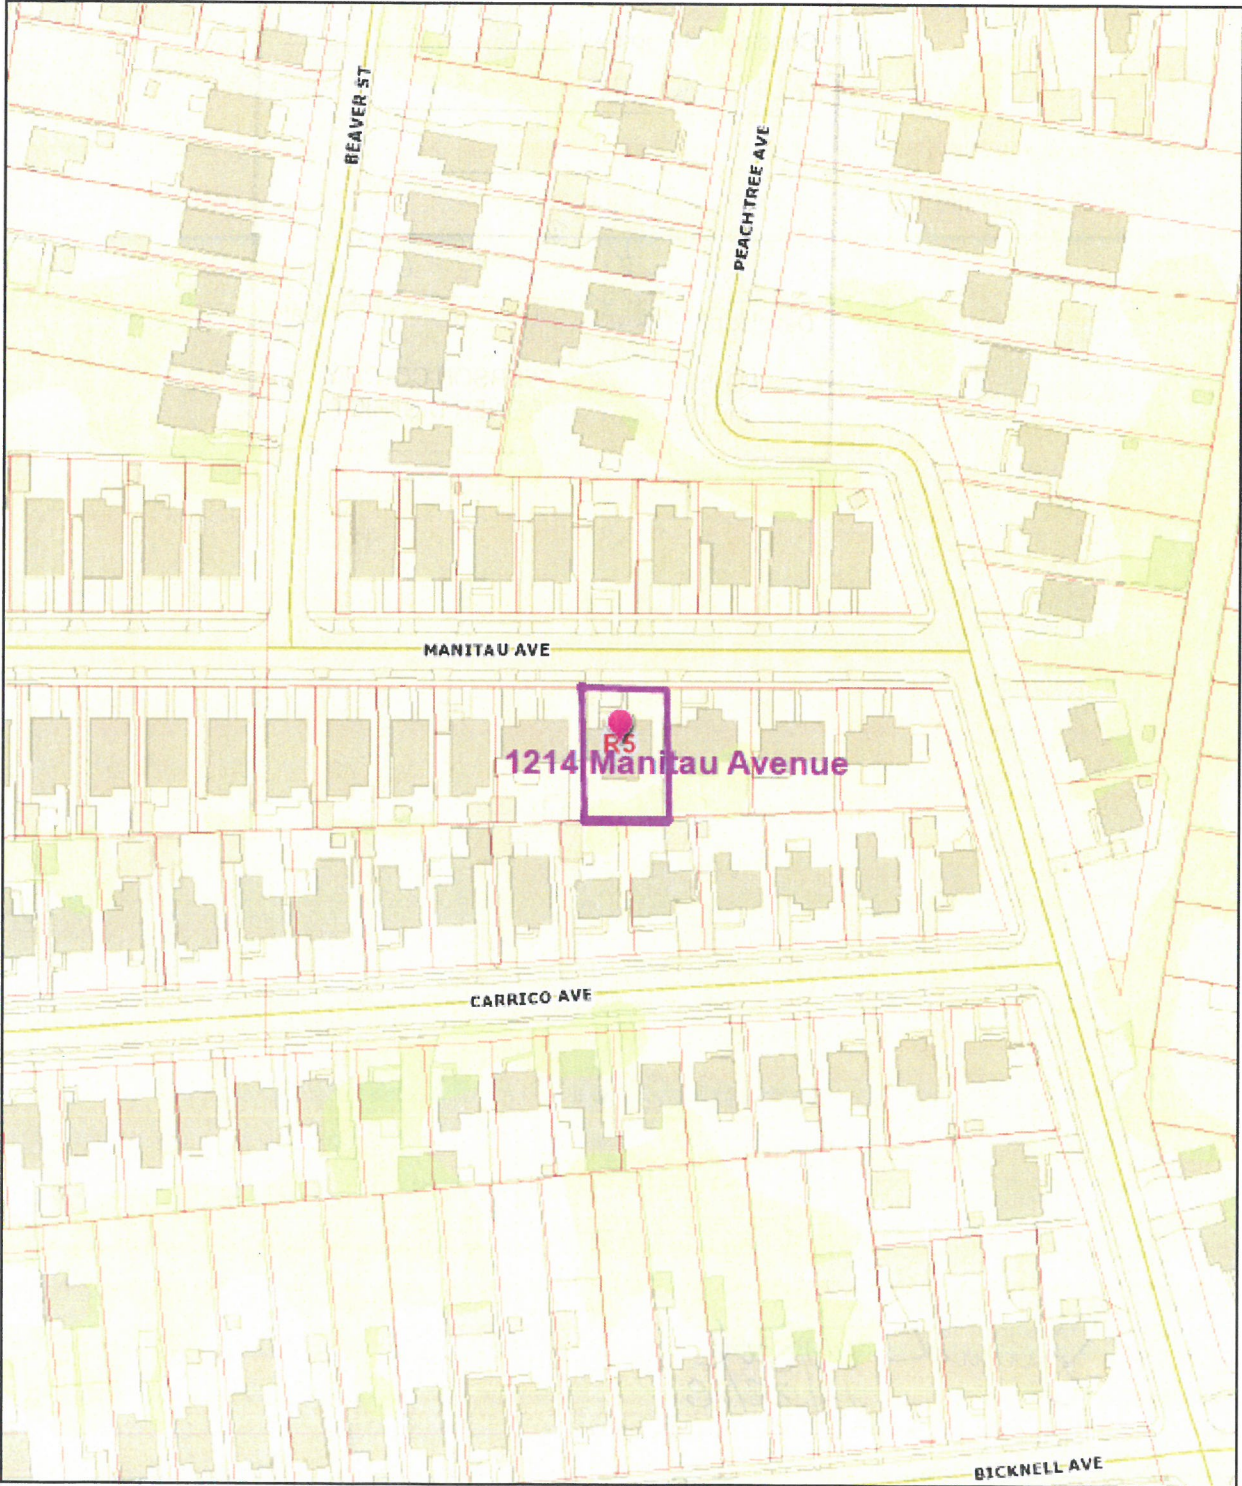 BEAVER ST
PEACHTREE AVE
MANITAU AVE
R5
1214 Manitau Avenue
CARRICO AVE
BICKNELL AVE